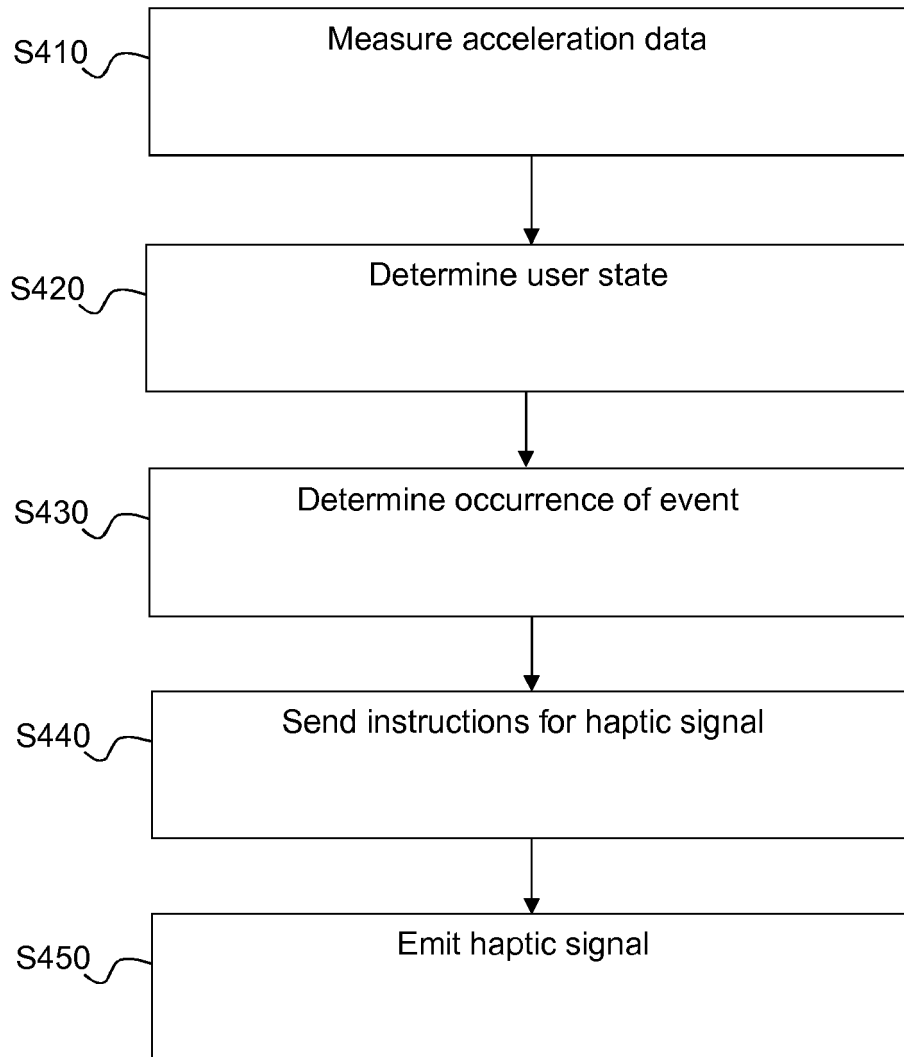 S410
Measure acceleration data
S420
Determine user state
S430
Determine occurrence of event
S440
Send instructions for haptic signal
S450
Emit haptic signal